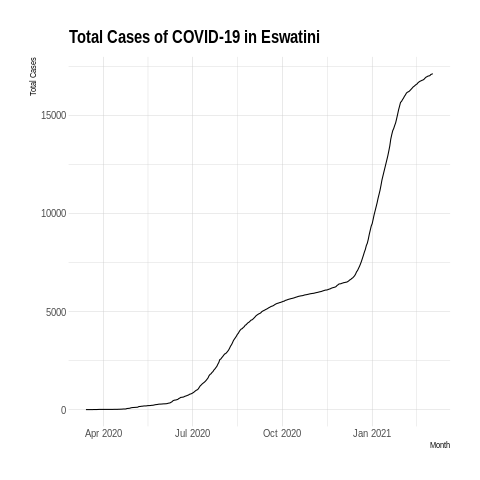 Total Cases of COVID-19 in Eswatini
Total Cases
15000
10000
5000
0
Apr 2020 Jul 2020 Oct 2020 Jan 2021
Month